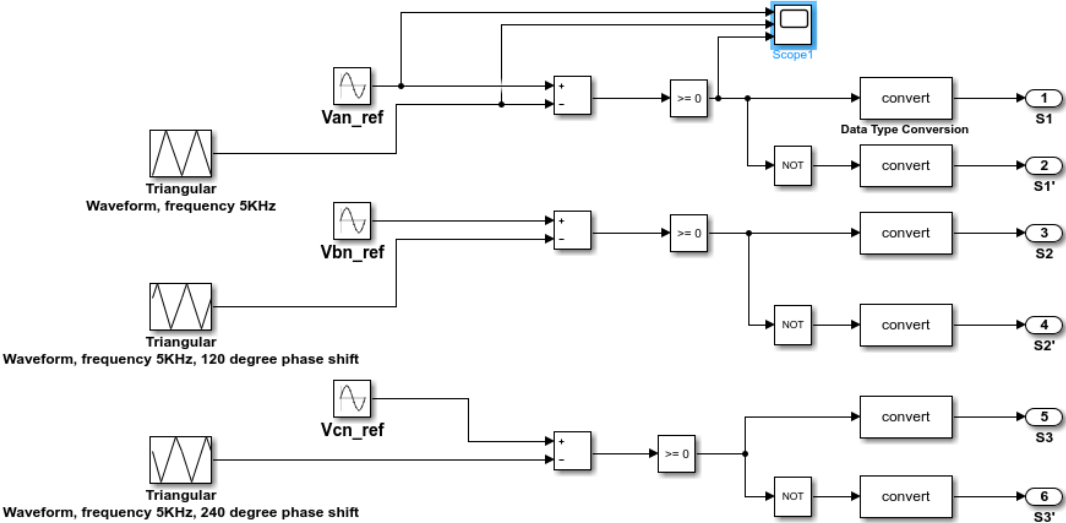 Scope1
Van_ref
+
−
>= 0
convert
1
S1
Data Type Conversion
Triangular
Waveform, frequency 5KHz
NOT
convert
2
S1'
Vbn_ref
+
−
>= 0
convert
3
S2
Triangular
Waveform, frequency 5KHz, 120 degree phase shift
NOT
convert
4
S2'
Vcn_ref
+
−
>= 0
convert
5
S3
Triangular
Waveform, frequency 5KHz, 240 degree phase shift
NOT
convert
6
S3'